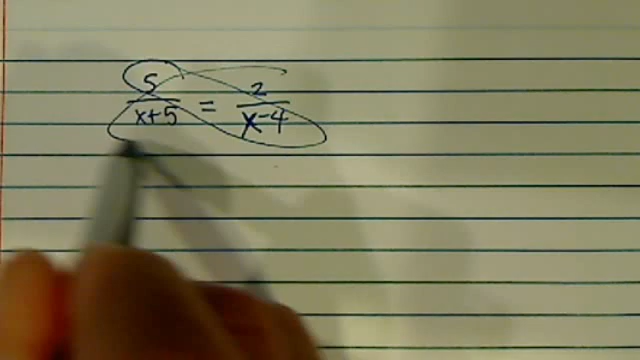 5/(x+5) = 2/(x-4)